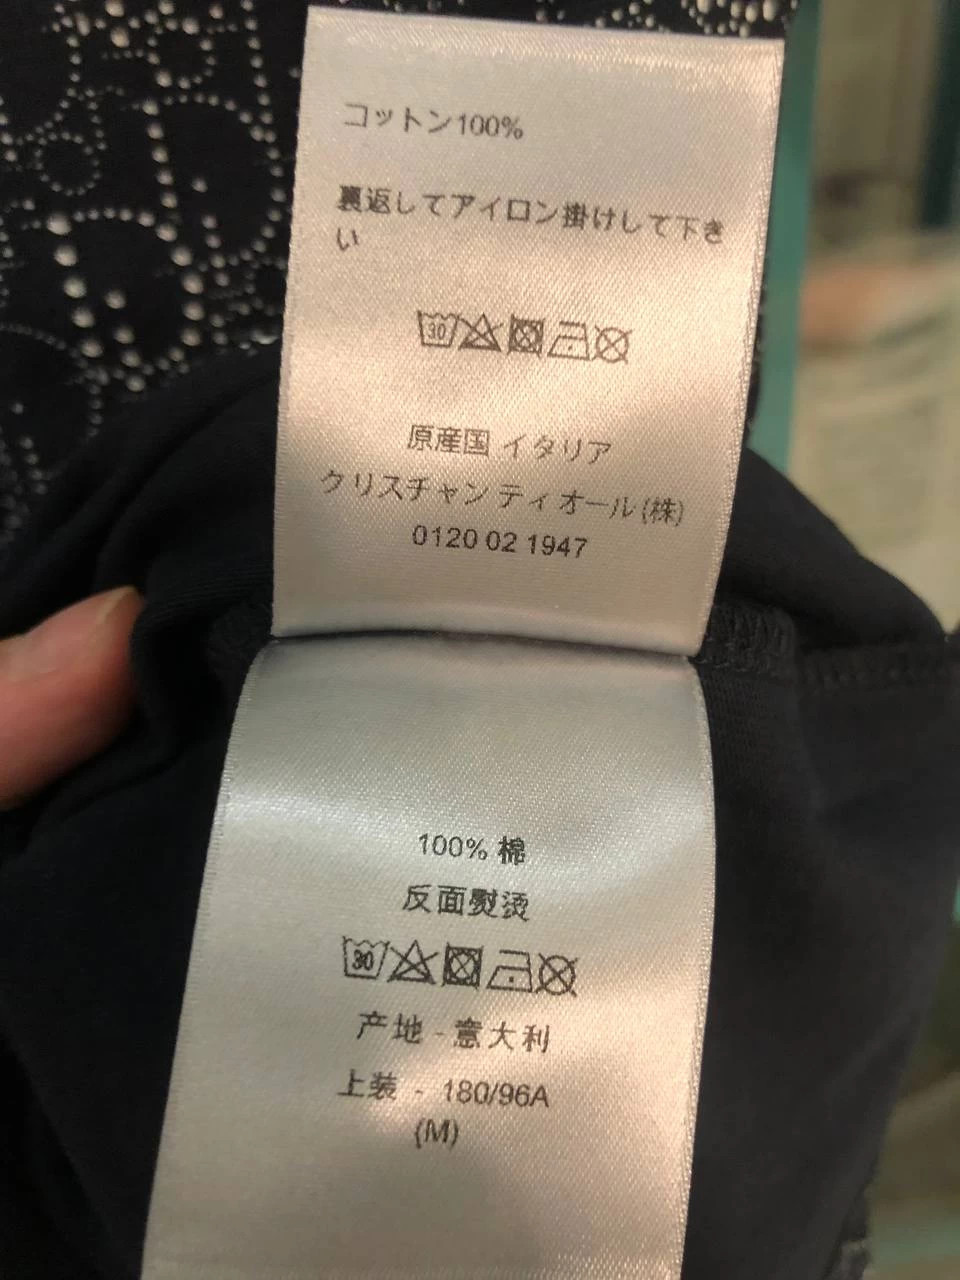 コットン100%
裏返してアイロン掛けして下さ
い
30
原産国 イタリア
クリスチャン ディオール(株)
0120 02 1947
100% 棉
反面熨烫
30
产地 - 意大利
上装 - 180/96A
(M)